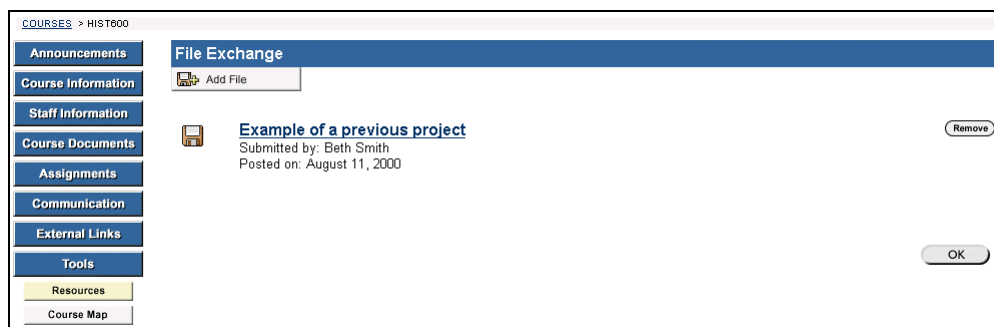 COURSES > HIST600
Announcements
Course Information
Staff Information
Course Documents
Assignments
Communication
External Links
Tools
Resources
Course Map
File Exchange
Add File
Example of a previous project
Remove
Submitted by: Beth Smith
Posted on: August 11, 2000
OK